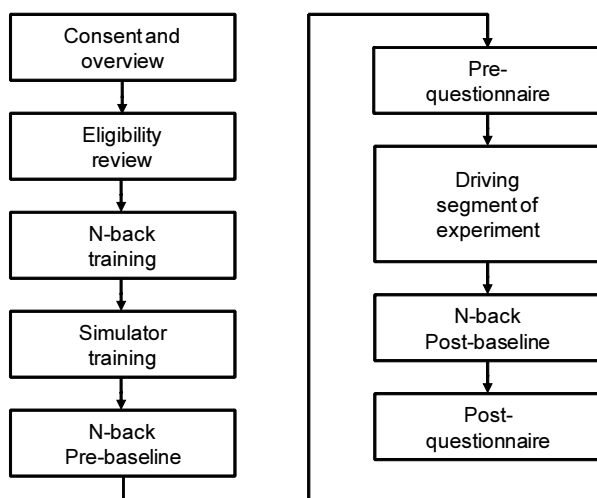 Consent and
overview
Eligibility
review
N-back
training
Simulator
training
N-back
Pre-baseline
Pre-
questionnaire
Driving
segment of
experiment
N-back
Post-baseline
Post-
questionnaire